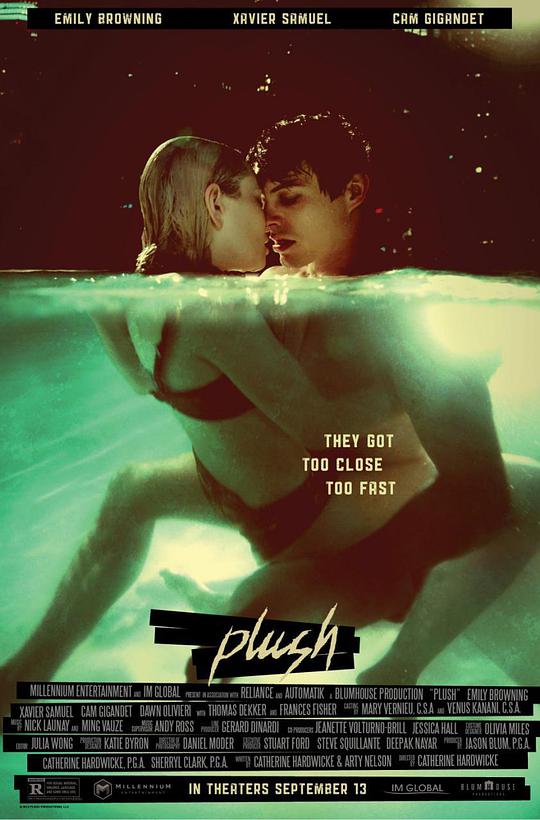 EMILY BROWNING XAVIER SAMUEL CAM GIGANDET
THEY GOT
TOO CLOSE
TOO FAST
plush
MILLENNIUM ENTERTAINMENT AND IM GLOBAL PRESENT IN ASSOCIATION WITH RELIANCE AND AUTOMATIK A BLUMHOUSE PRODUCTION "PLUSH" EMILY BROWNING
XAVIER SAMUEL CAM GIGANDET DAWN OLIVIERI WITH THOMAS DEKKER AND FRANCES FISHER CASTING BY MARY VERNIEU, C.S.A AND VENUS KANANI, C.S.A.
MUSIC BY NICK LAUNAY AND MING VAUZE MUSIC SUPERVISOR ANDY ROSS LINE PRODUCER GERARD DINARDI CO-PRODUCERS JEANETTE VOLTURNO-BRILL JESSICA HALL OLIVIA MILES
EDITOR JULIA WONG PRODUCTION DESIGNER KATIE BYRON DIRECTOR OF PHOTOGRAPHY DANIEL MODER EXECUTIVE PRODUCERS STUART FORD STEVE SQUILLANTE DEEPAK NAYAR PRODUCED BY JASON BLUM, P.G.A.
CATHERINE HARDWICKE, P.G.A. SHERRYL CLARK, P.G.A. WRITTEN BY CATHERINE HARDWICKE & ARTY NELSON DIRECTED BY CATHERINE HARDWICKE
R MILLENNIUM ENTERTAINMENT IN THEATERS SEPTEMBER 13 IM GLOBAL BLUMHOUSE